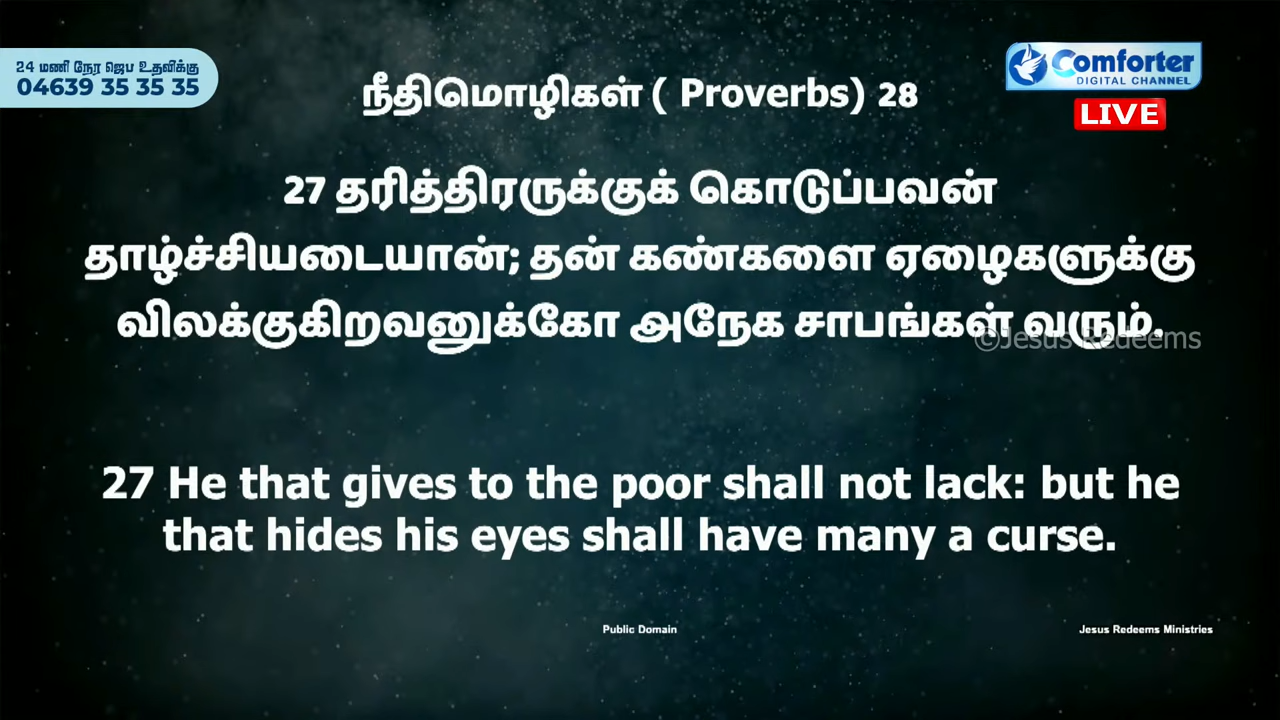 24 மணி நேர ஜெப உதவிக்கு
04639 35 35 35
Comforter
DIGITAL CHANNEL
LIVE
நீதிமொழிகள் ( Proverbs) 28
27 தரித்திரருக்குக் கொடுப்பவன்
தாழ்ச்சியடையான்; தன் கண்களை ஏழைகளுக்கு
விலக்குகிறவனுக்கோ அநேக சாபங்கள் வரும்.
©Jesus Redeems
27 He that gives to the poor shall not lack: but he
that hides his eyes shall have many a curse.
Public Domain
Jesus Redeems Ministries